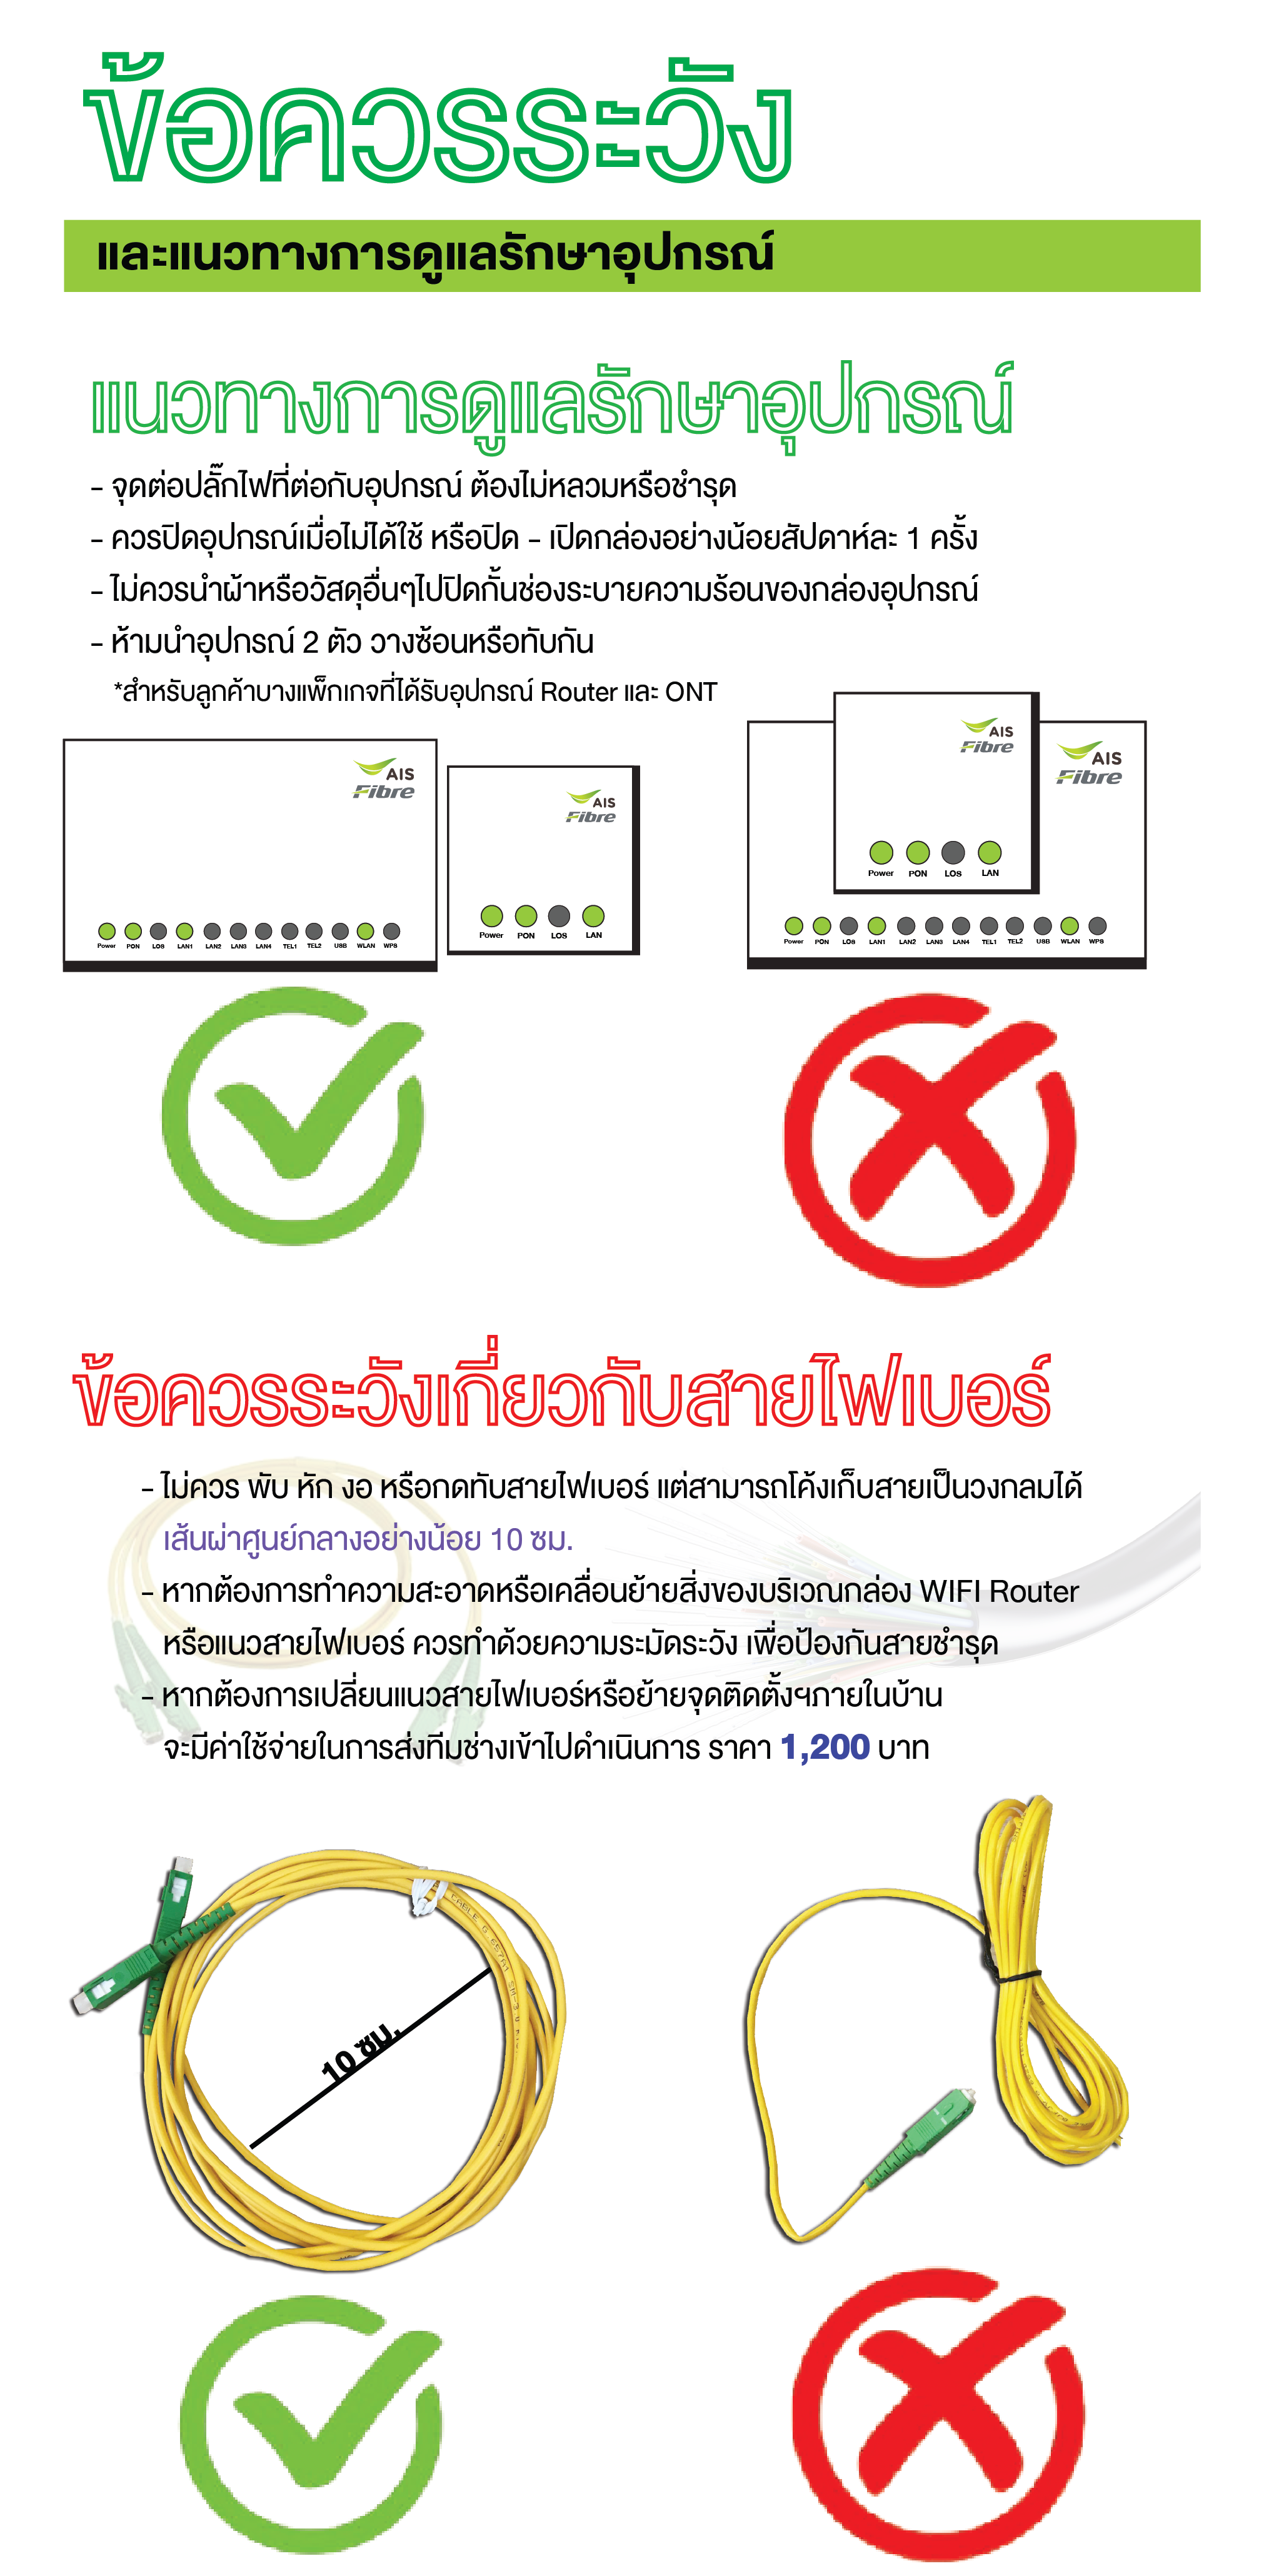 ข้อควรระวัง
และแนวทางการดูแลรักษาอุปกรณ์
แนวทางการดูแลรักษาอุปกรณ์
- จุดต่อปลั๊กไฟที่ต่อกับอุปกรณ์ ต้องไม่หลวมหรือชำรุด
- ควรปิดอุปกรณ์เมื่อไม่ได้ใช้ หรือปิด - เปิดกล่องอย่างน้อยสัปดาห์ละ 1 ครั้ง
- ไม่ควรนำผ้าหรือวัสดุอื่นๆไปปิดกั้นช่องระบายความร้อนของกล่องอุปกรณ์
- ห้ามนำอุปกรณ์ 2 ตัว วางซ้อนหรือทับกัน
*สำหรับลูกค้าบางแพ็กเกจที่ได้รับอุปกรณ์ Router และ ONT
AIS
Fibre
Power PON LOS LAN1 LAN2 LAN3 LAN4 TEL1 TEL2 USB WLAN WPS
AIS
Fibre
Power PON LOS LAN
AIS
Fibre
Power PON LOS LAN
AIS
Fibre
Power PON LOS LAN1 LAN2 LAN3 LAN4 TEL1 TEL2 USB WLAN WPS
ข้อควรระวังเกี่ยวกับสายไฟเบอร์
- ไม่ควร พับ หัก งอ หรือกดทับสายไฟเบอร์ แต่สามารถโค้งเก็บสายเป็นวงกลมได้
เส้นผ่าศูนย์กลางอย่างน้อย 10 ซม.
- หากต้องการทำความสะอาดหรือเคลื่อนย้ายสิ่งของบริเวณกล่อง WIFI Router
หรือแนวสายไฟเบอร์ ควรทำด้วยความระมัดระวัง เพื่อป้องกันสายชำรุด
- หากต้องการเปลี่ยนแนวสายไฟเบอร์หรือย้ายจุดติดตั้งฯภายในบ้าน
จะมีค่าใช้จ่ายในการส่งทีมช่างเข้าไปดำเนินการ ราคา 1,200 บาท
CABLE G.657A1 SM-3.0
10 ซม.